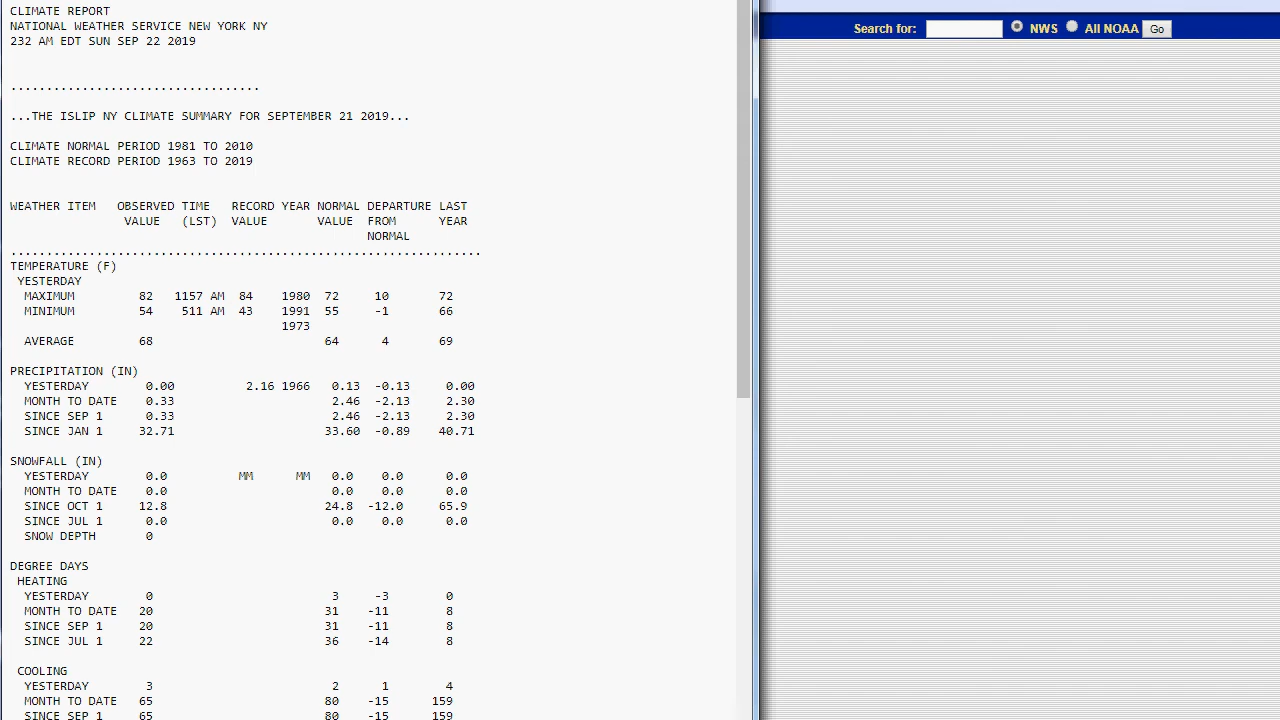 CLIMATE REPORT
NATIONAL WEATHER SERVICE NEW YORK NY
232 AM EDT SUN SEP 22 2019
Search for: NWS All NOAA Go
...................................
...THE ISLIP NY CLIMATE SUMMARY FOR SEPTEMBER 21 2019...
CLIMATE NORMAL PERIOD 1981 TO 2010
CLIMATE RECORD PERIOD 1963 TO 2019
WEATHER ITEM OBSERVED TIME RECORD YEAR NORMAL DEPARTURE LAST
VALUE (LST) VALUE VALUE FROM YEAR
NORMAL
..................................................................
TEMPERATURE (F)
YESTERDAY
MAXIMUM 82 1157 AM 84 1980 72 10 72
MINIMUM 54 511 AM 43 1991 55 -1 66
1973
AVERAGE 68 64 4 69
PRECIPITATION (IN)
YESTERDAY 0.00 2.16 1966 0.13 -0.13 0.00
MONTH TO DATE 0.33 2.46 -2.13 2.30
SINCE SEP 1 0.33 2.46 -2.13 2.30
SINCE JAN 1 32.71 33.60 -0.89 40.71
SNOWFALL (IN)
YESTERDAY 0.0 MM MM 0.0 0.0 0.0
MONTH TO DATE 0.0 0.0 0.0 0.0
SINCE OCT 1 12.8 24.8 -12.0 65.9
SINCE JUL 1 0.0 0.0 0.0 0.0
SNOW DEPTH 0
DEGREE DAYS
HEATING
YESTERDAY 0 3 -3 0
MONTH TO DATE 20 31 -11 8
SINCE SEP 1 20 31 -11 8
SINCE JUL 1 22 36 -14 8
COOLING
YESTERDAY 3 2 1 4
MONTH TO DATE 65 80 -15 159
SINCE SEP 1 65 80 -15 159